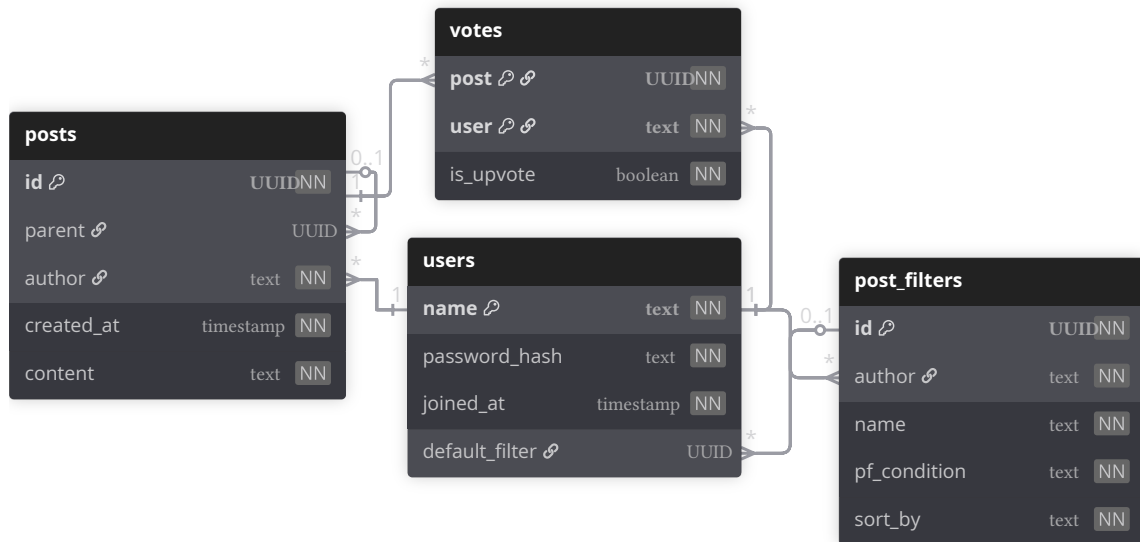 votes
post UUID NN
user text NN
is_upvote boolean NN
posts
id UUID NN
parent UUID
author text NN
created_at timestamp NN
content text NN
users
name text NN
password_hash text NN
joined_at timestamp NN
default_filter UUID
post_filters
id UUID NN
author text NN
name text NN
pf_condition text NN
sort_by text NN
*
*
0..1
1
*
*
1
1
0..1
*
*